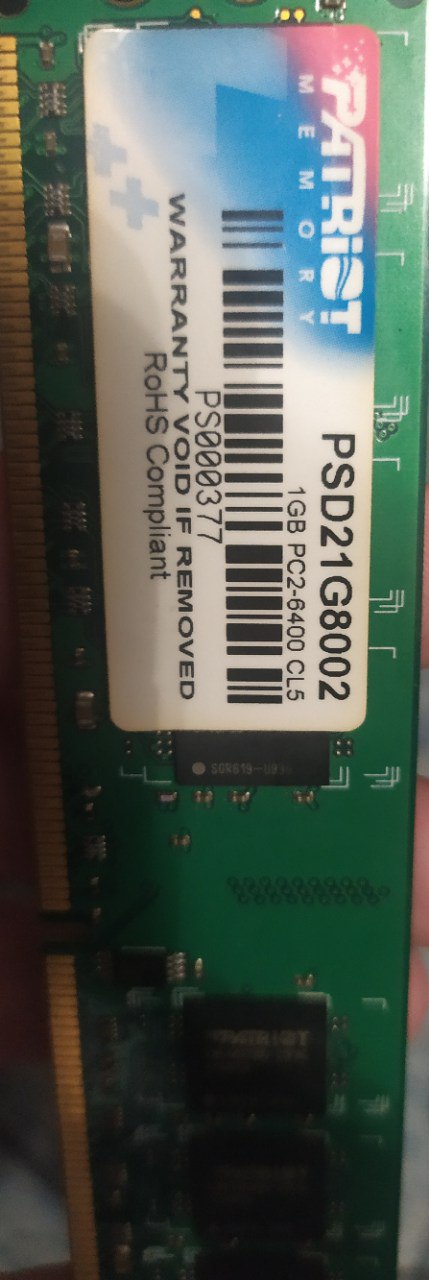 PATRIOT
MEMORY
PSD21G8002
1GB PC2-6400 CL5
PS000377
WARRANTY VOID IF REMOVED
RoHS Compliant
PATRIOT